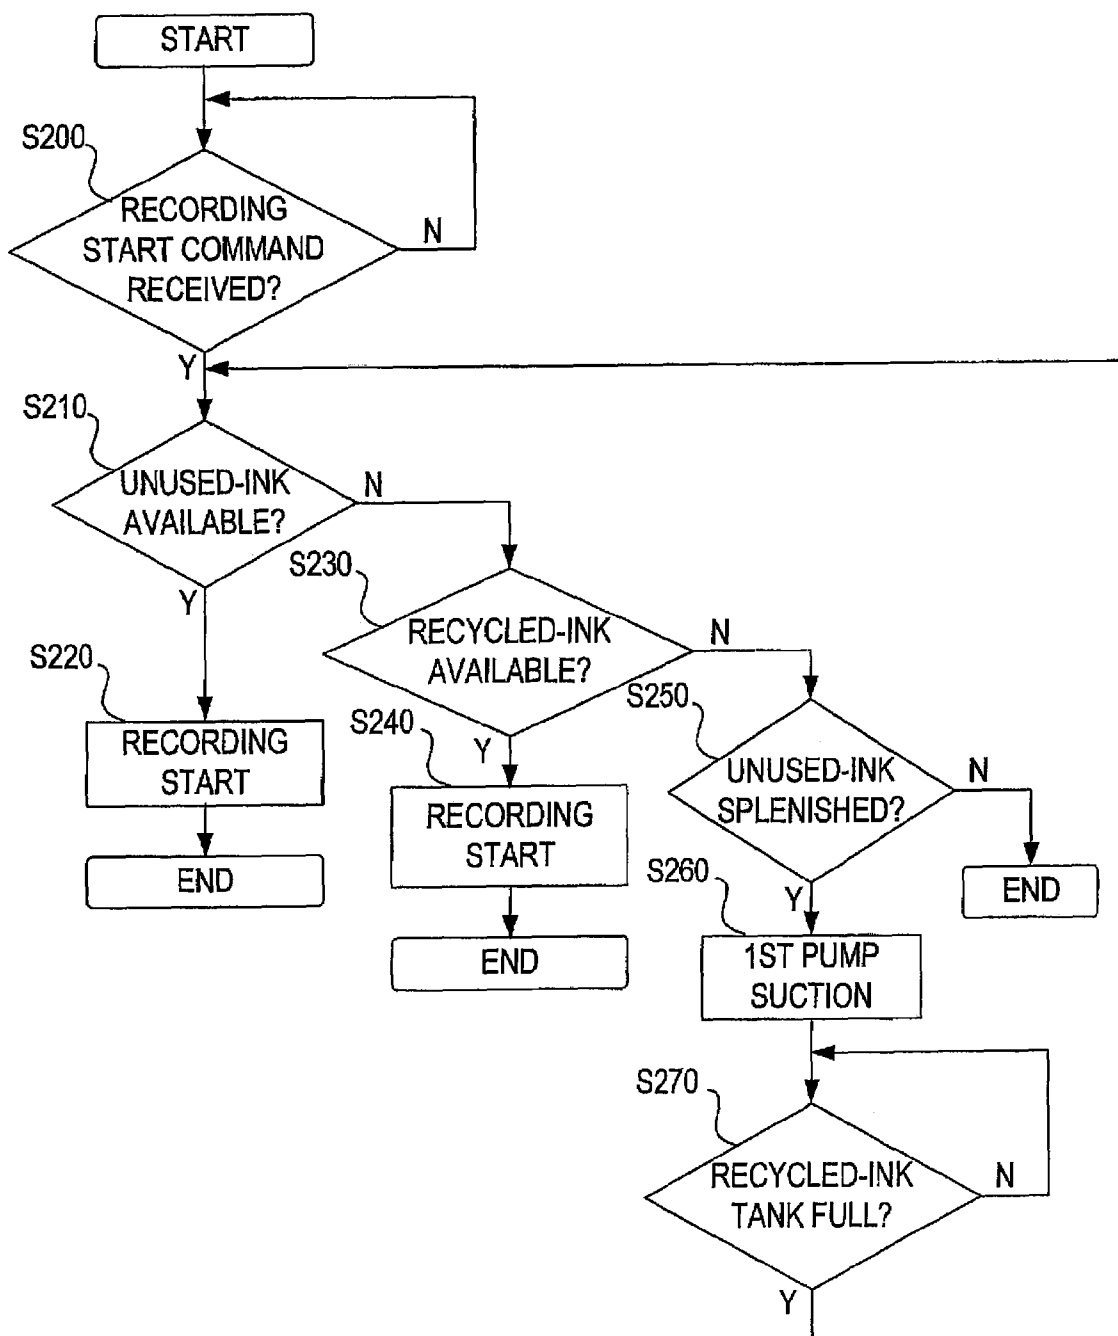 START
S200
RECORDING
START COMMAND
RECEIVED?
N
Y
S210
UNUSED-INK
AVAILABLE?
N
Y
S220
RECORDING
START
END
S230
RECYCLED-INK
AVAILABLE?
N
Y
S240
RECORDING
START
END
S250
UNUSED-INK
SPLENISHED?
N
END
Y
S260
1ST PUMP
SUCTION
S270
RECYCLED-INK
TANK FULL?
N
Y